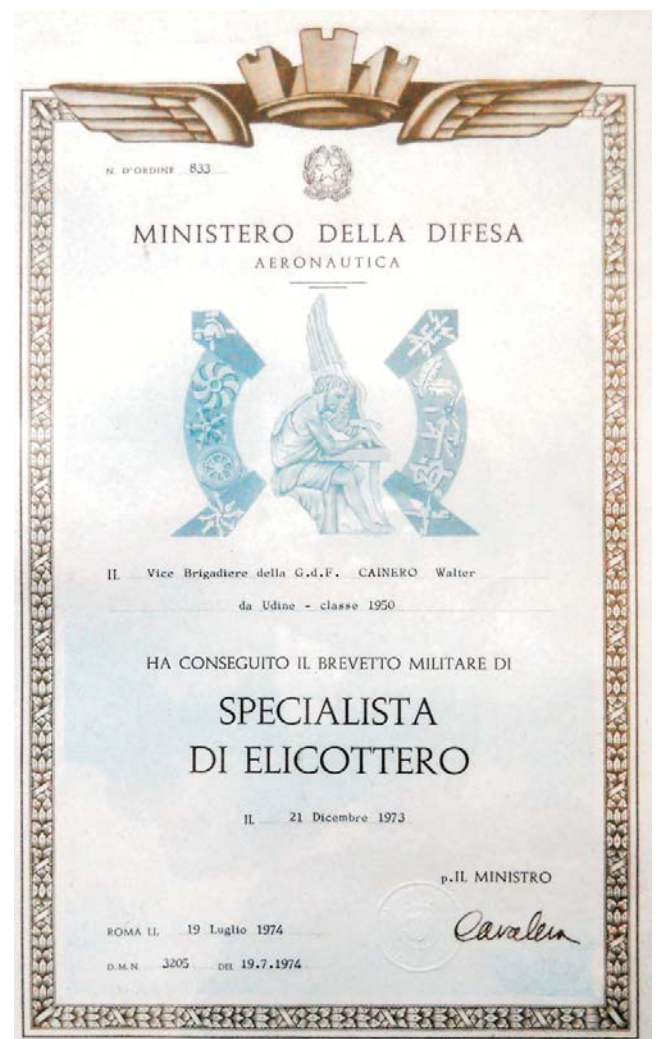 N. D'ORDINE 833
MINISTERO DELLA DIFESA
AERONAUTICA
IL Vice Brigadiere della G.d.F. CAINERO Walter
da Udine - classe 1950
HA CONSEGUITO IL BREVETTO MILITARE DI
SPECIALISTA
DI ELICOTTERO
IL 21 Dicembre 1973
p.IL MINISTRO
ROMA LI. 19 Luglio 1974
Cavalera
D.M.N. 3205 DEL 19.7.1974